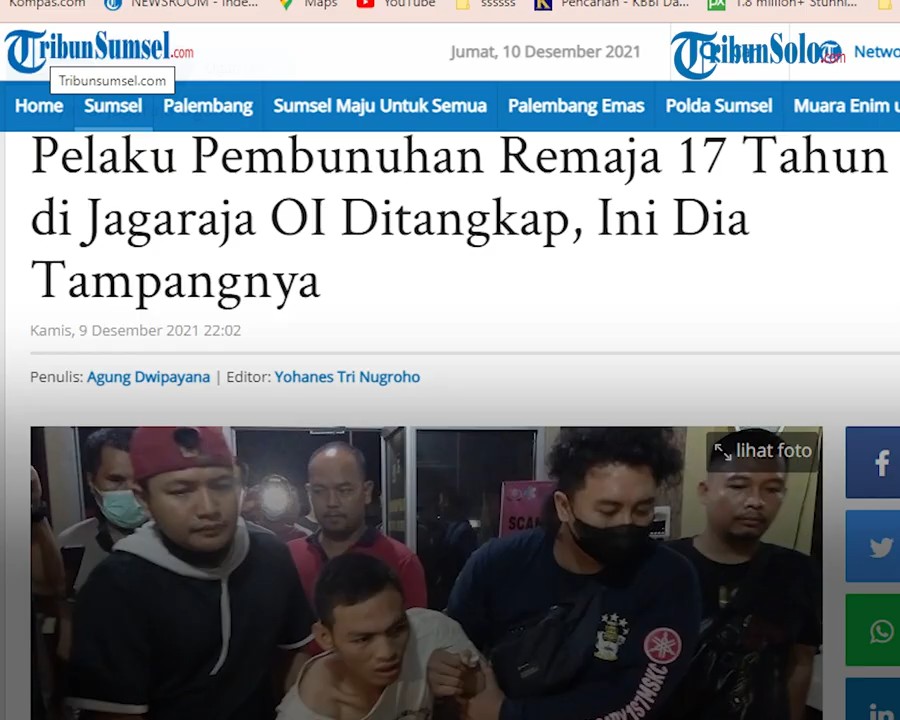 Kompas.com NEWSROOM - Inde... Maps YouTube ssssss Pencarian - KBBI Da... 1.8 million+ Stunni...
TribunSumsel.com
Jumat, 10 Desember 2021
TribunSolo.com
Netwo
Tribunsumsel.com
Home Sumsel Palembang Sumsel Maju Untuk Semua Palembang Emas Polda Sumsel Muara Enim u
Pelaku Pembunuhan Remaja 17 Tahun
di Jagaraja OI Ditangkap, Ini Dia
Tampangnya
Kamis, 9 Desember 2021 22:02
Penulis: Agung Dwipayana | Editor: Yohanes Tri Nugroho
lihat foto
SCAN